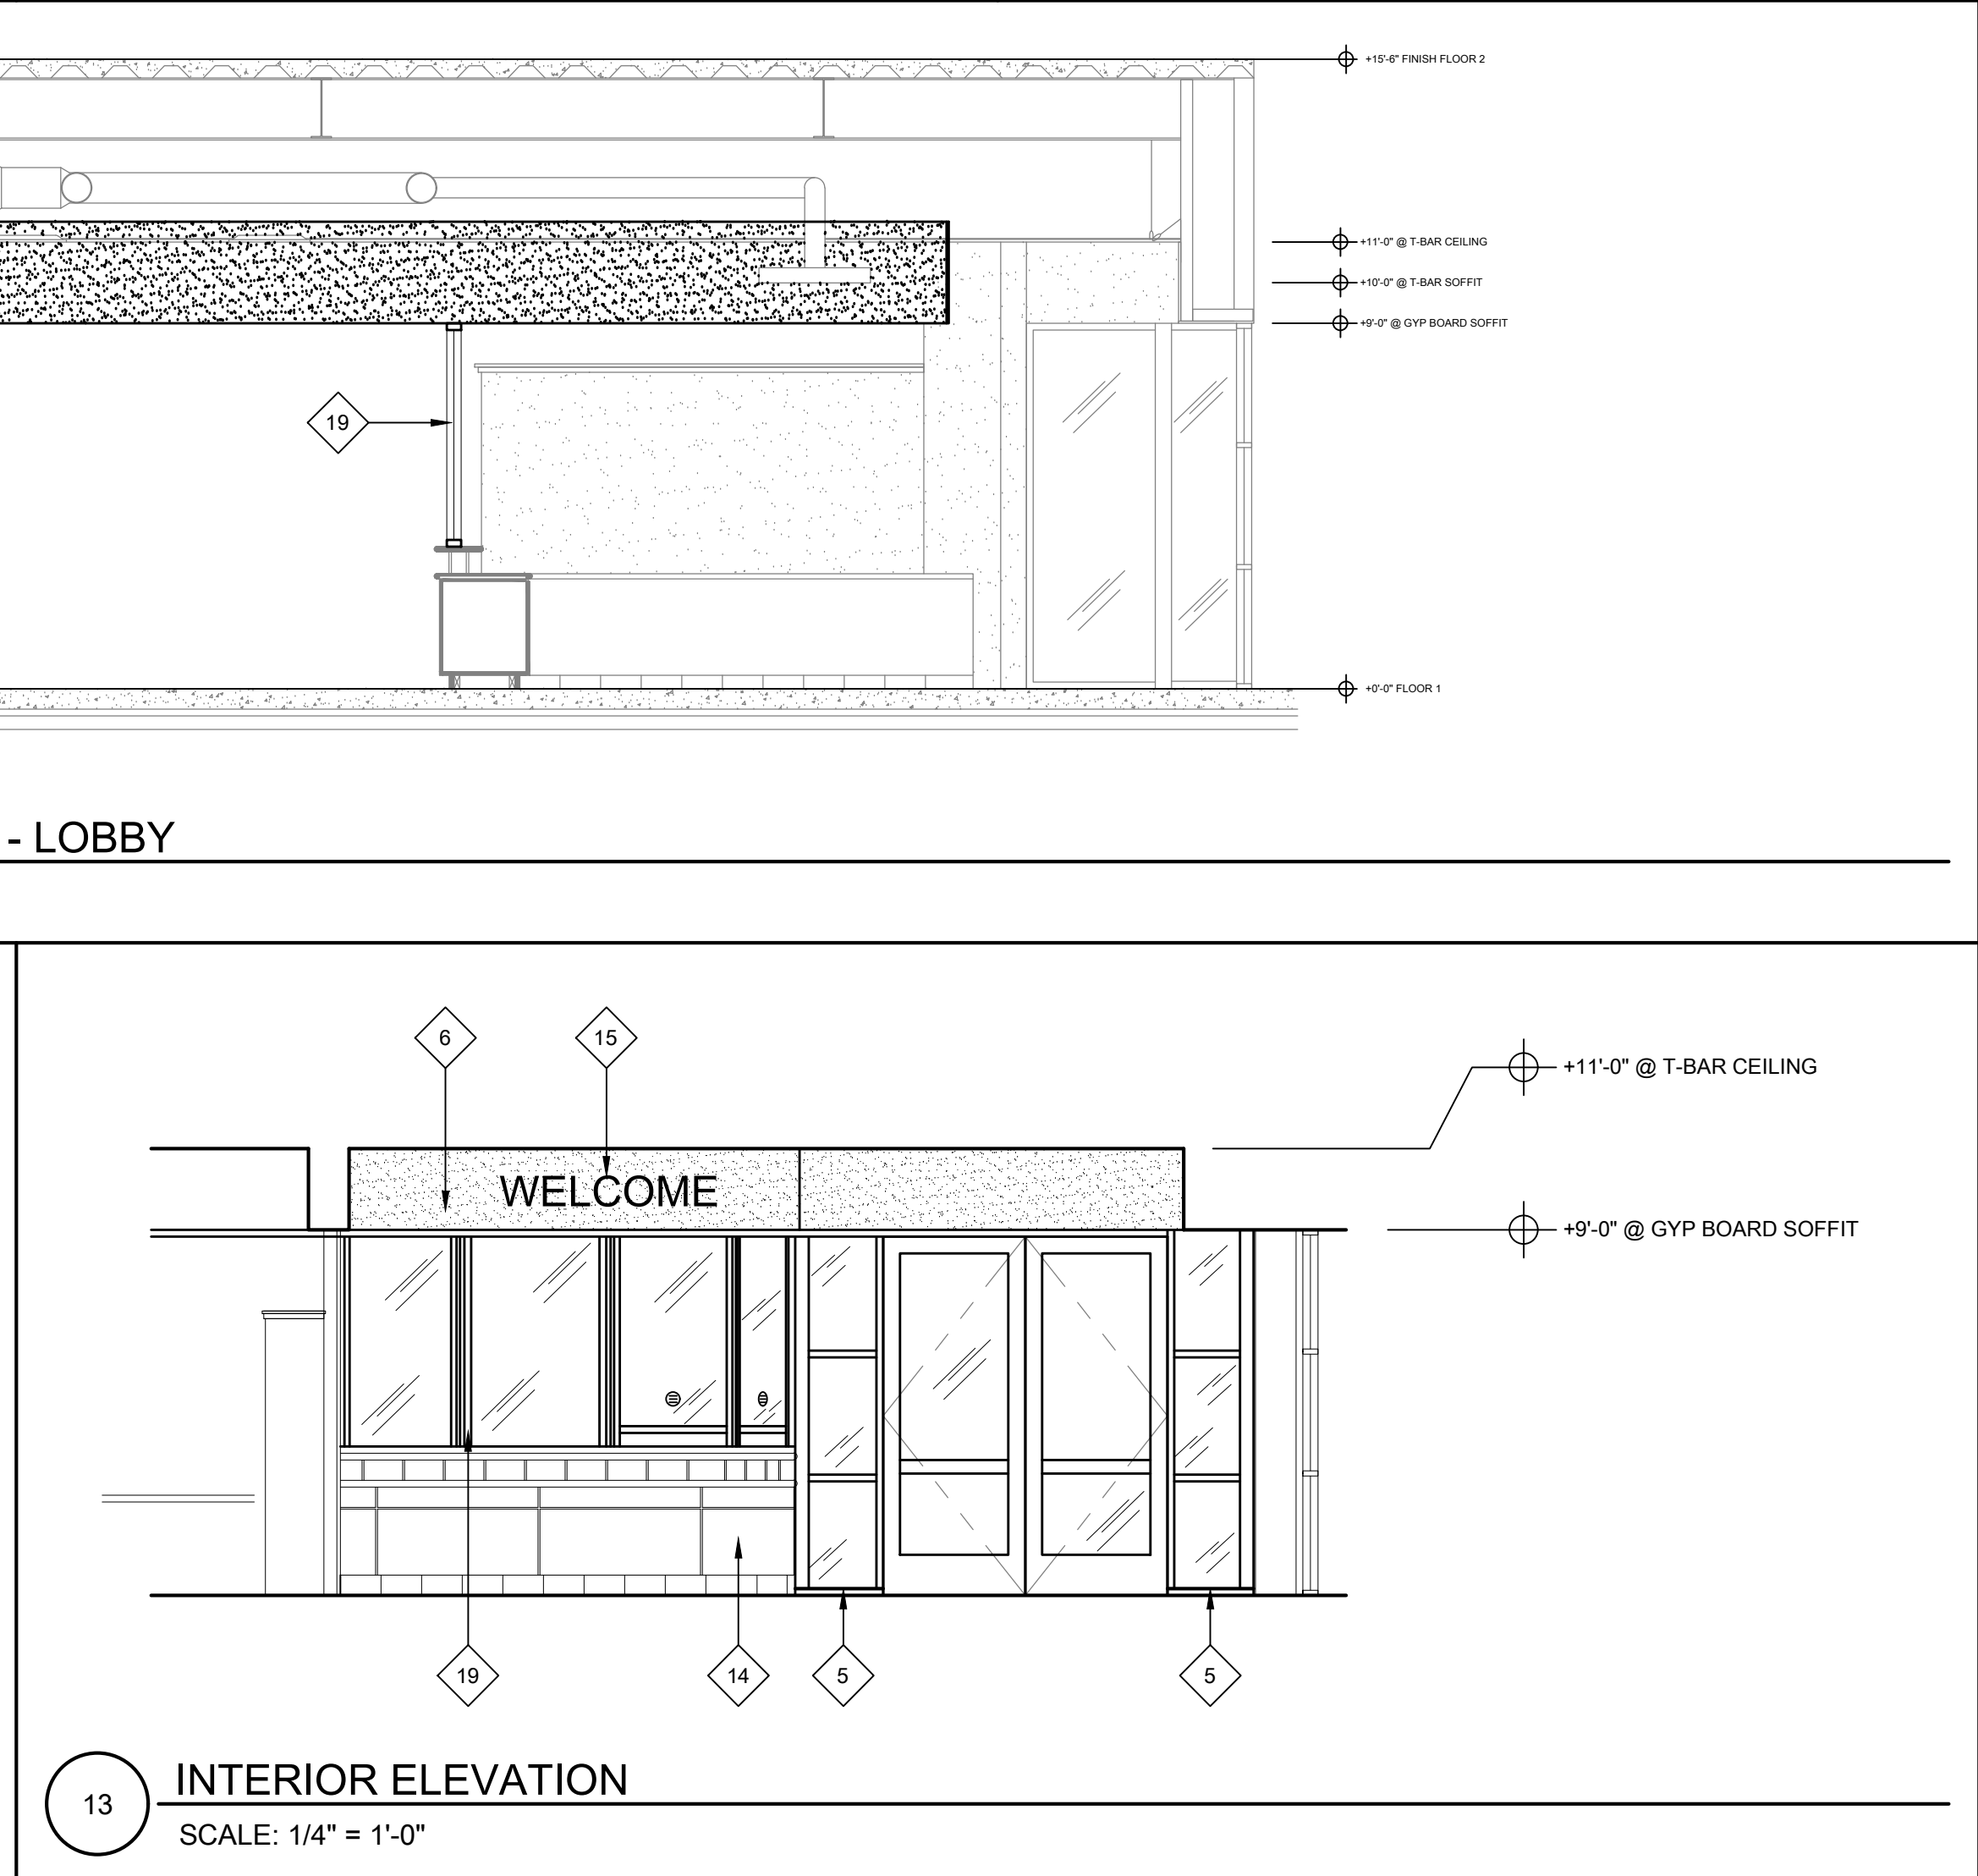 +15'-6" FINISH FLOOR 2
+11'-0" @ T-BAR CEILING
+10'-0" @ T-BAR SOFFIT
+9'-0" @ GYP BOARD SOFFIT
19
+0'-0" FLOOR 1
- LOBBY
6
15
+11'-0" @ T-BAR CEILING
WELCOME
+9'-0" @ GYP BOARD SOFFIT
19
14
5
5
13
INTERIOR ELEVATION
SCALE: 1/4" = 1'-0"